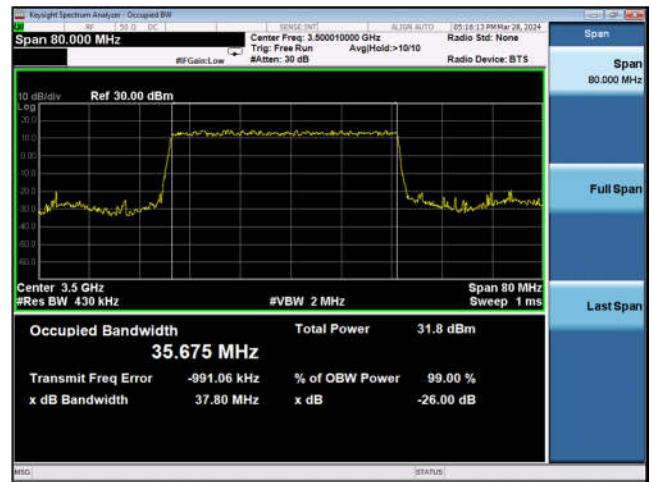 Keysight Spectrum Analyzer - Occupied BW
RF 50 Ω DC SENSE:INT ALIGN AUTO 05:16:13 PM Mar 28, 2024
Span 80.000 MHz
Center Freq: 3.500010000 GHz Radio Std: None
Trig: Free Run Avg|Hold:>10/10
#IFGain:Low #Atten: 30 dB Radio Device: BTS
Span
Span
80.000 MHz
Full Span
Last Span
10 dB/div Ref 30.00 dBm
Log
20.0
10.0
0.00
-10.0
-20.0
-30.0
-40.0
-50.0
-60.0
Center 3.5 GHz Span 80 MHz
#Res BW 430 kHz #VBW 2 MHz Sweep 1 ms
Occupied Bandwidth Total Power 31.8 dBm
35.675 MHz
Transmit Freq Error -991.06 kHz % of OBW Power 99.00 %
x dB Bandwidth 37.80 MHz x dB -26.00 dB
MSG STATUS